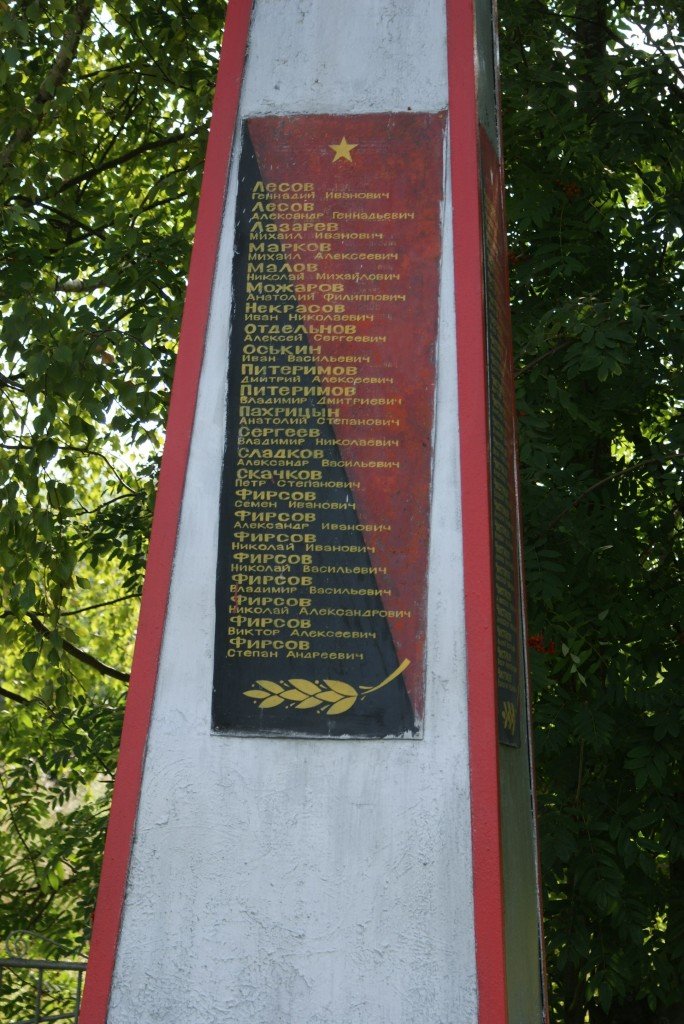 Лесов
Геннадий Иванович
Лесов
Александр Геннадьевич
Лазарев
Михаил Иванович
Марков
Михаил Алексеевич
Малов
Николай Михайлович
Можаров
Анатолий Филиппович
Некрасов
Иван Николаевич
Отдельнов
Алексей Сергеевич
Оськин
Иван Васильевич
Питеримов
Дмитрий Алексеевич
Питеримов
Владимир Дмитриевич
Пахрицын
Анатолий Степанович
Сергеев
Владимир Николаевич
Сладков
Александр Васильевич
Скачков
Петр Степанович
Фирсов
Семен Иванович
Фирсов
Александр Иванович
Фирсов
Николай Иванович
Фирсов
Николай Васильевич
Фирсов
Владимир Васильевич
Фирсов
Николай Александрович
Фирсов
Виктор Алексеевич
Фирсов
Степан Андреевич